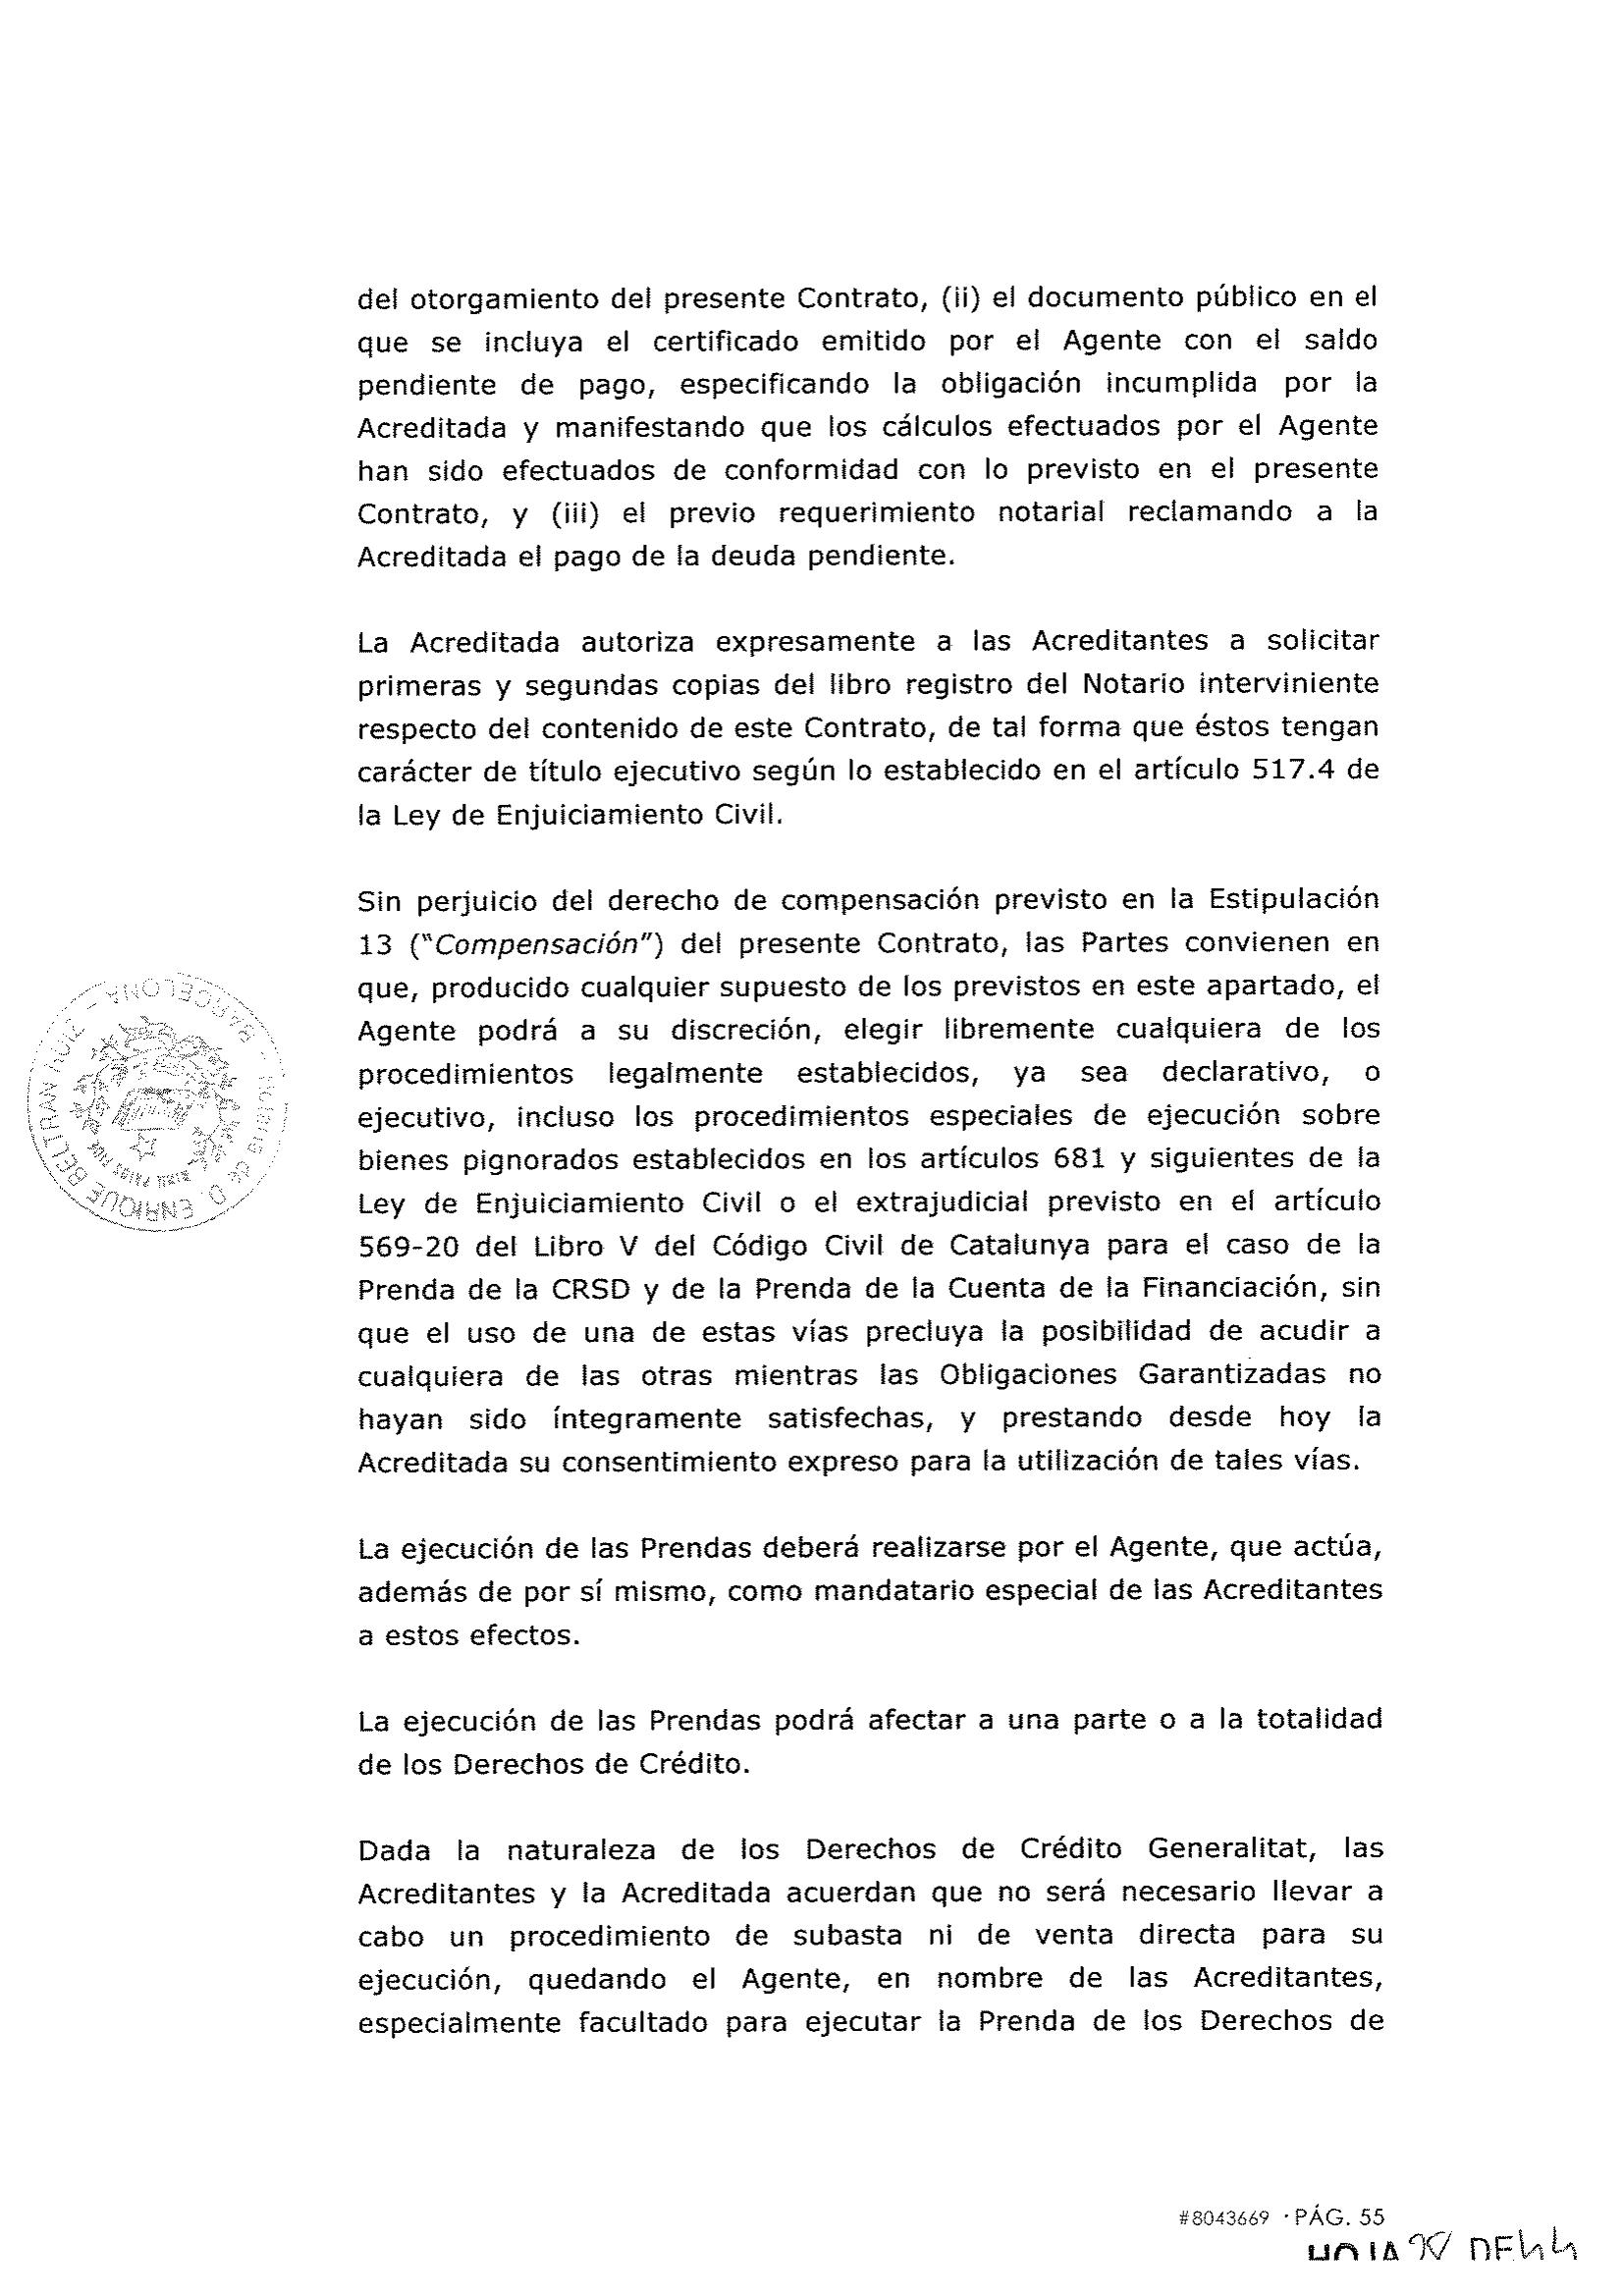 del otorgamiento del presente Contrato, (ii) el documento público en el
que se incluya el certificado emitido por el Agente con el saldo
pendiente de pago, especificando la obligación incumplida por la
Acreditada y manifestando que los cálculos efectuados por el Agente
han sido efectuados de conformidad con lo previsto en el presente
Contrato, y (iii) el previo requerimiento notarial reclamando a la
Acreditada el pago de la deuda pendiente.
La Acreditada autoriza expresamente a las Acreditantes a solicitar
primeras y segundas copias del libro registro del Notario interviniente
respecto del contenido de este Contrato, de tal forma que éstos tengan
carácter de título ejecutivo según lo establecido en el artículo 517.4 de
la Ley de Enjuiciamiento Civil.
Sin perjuicio del derecho de compensación previsto en la Estipulación
13 ("Compensación") del presente Contrato, las Partes convienen en
que, producido cualquier supuesto de los previstos en este apartado, el
Agente podrá a su discreción, elegir libremente cualquiera de los
procedimientos legalmente establecidos, ya sea declarativo, o
ejecutivo, incluso los procedimientos especiales de ejecución sobre
bienes pignorados establecidos en los artículos 681 y siguientes de la
Ley de Enjuiciamiento Civil o el extrajudicial previsto en el artículo
569-20 del Libro V del Código Civil de Catalunya para el caso de la
Prenda de la CRSD y de la Prenda de la Cuenta de la Financiación, sin
que el uso de una de estas vías precluya la posibilidad de acudir a
cualquiera de las otras mientras las Obligaciones Garantizadas no
hayan sido íntegramente satisfechas, y prestando desde hoy la
Acreditada su consentimiento expreso para la utilización de tales vías.
La ejecución de las Prendas deberá realizarse por el Agente, que actúa,
además de por sí mismo, como mandatario especial de las Acreditantes
a estos efectos.
La ejecución de las Prendas podrá afectar a una parte o a la totalidad
de los Derechos de Crédito.
Dada la naturaleza de los Derechos de Crédito Generalitat, las
Acreditantes y la Acreditada acuerdan que no será necesario llevar a
cabo un procedimiento de subasta ni de venta directa para su
ejecución, quedando el Agente, en nombre de las Acreditantes,
especialmente facultado para ejecutar la Prenda de los Derechos de
D. ENRIQUE BELTRAN RUIZ - BARCELONA -
#8043669 · PÁG. 55
HOJA DE 44